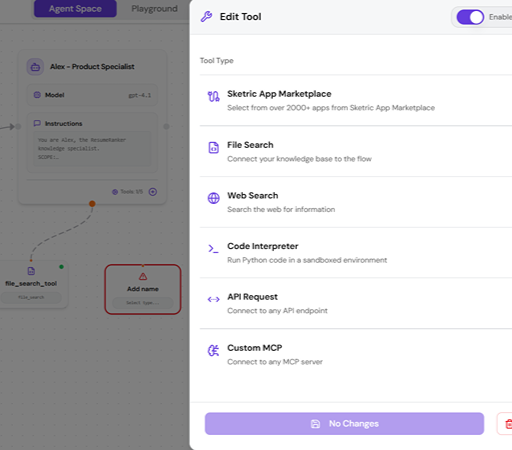 Agent Space
Playground
Edit Tool
Enable
Alex - Product Specialist
Model
gpt-4.1
Instructions
You are Alex, the ResumeRanker
knowledge specialist.
SCOPE:…
Tools
file_search_tool
file_search
Add name
Select type...
Tool Type
Sketric App Marketplace
Select from over 2000+ apps from Sketric App Marketplace
File Search
Connect your knowledge base to the flow
Web Search
Search the web for information
Code Interpreter
Run Python code in a sandboxed environment
API Request
Connect to any API endpoint
Custom MCP
Connect to any MCP server
No Changes